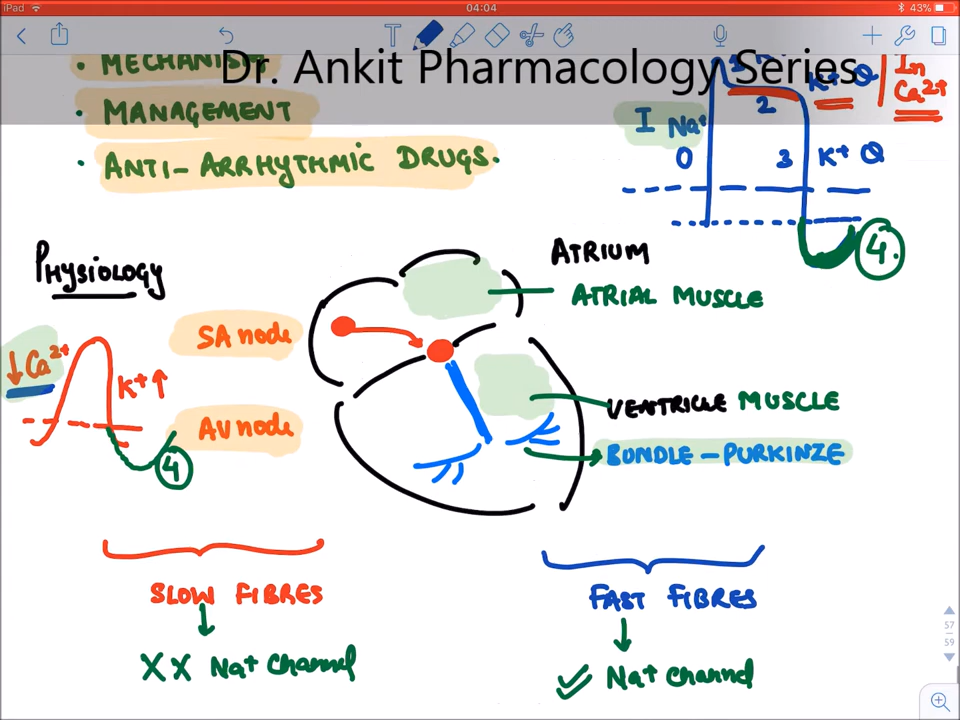 iPad
04:04
43%
T
Dr. Ankit Pharmacology Series
• MECHANISM
• MANAGEMENT
• ANTI-ARRHYTHMIC DRUGS.
2
K+
In
Ca2+
I Na+
0
3
K+
4.
PHYSIOLOGY
ATRIUM
ATRIAL MUSCLE
SA node
↓Ca2+
K+↑
AV node
4
VENTRICLE MUSCLE
BUNDLE - PURKINZE
SLOW FIBRES
FAST FIBRES
XX Na+ channel
Na+ channel
57
59